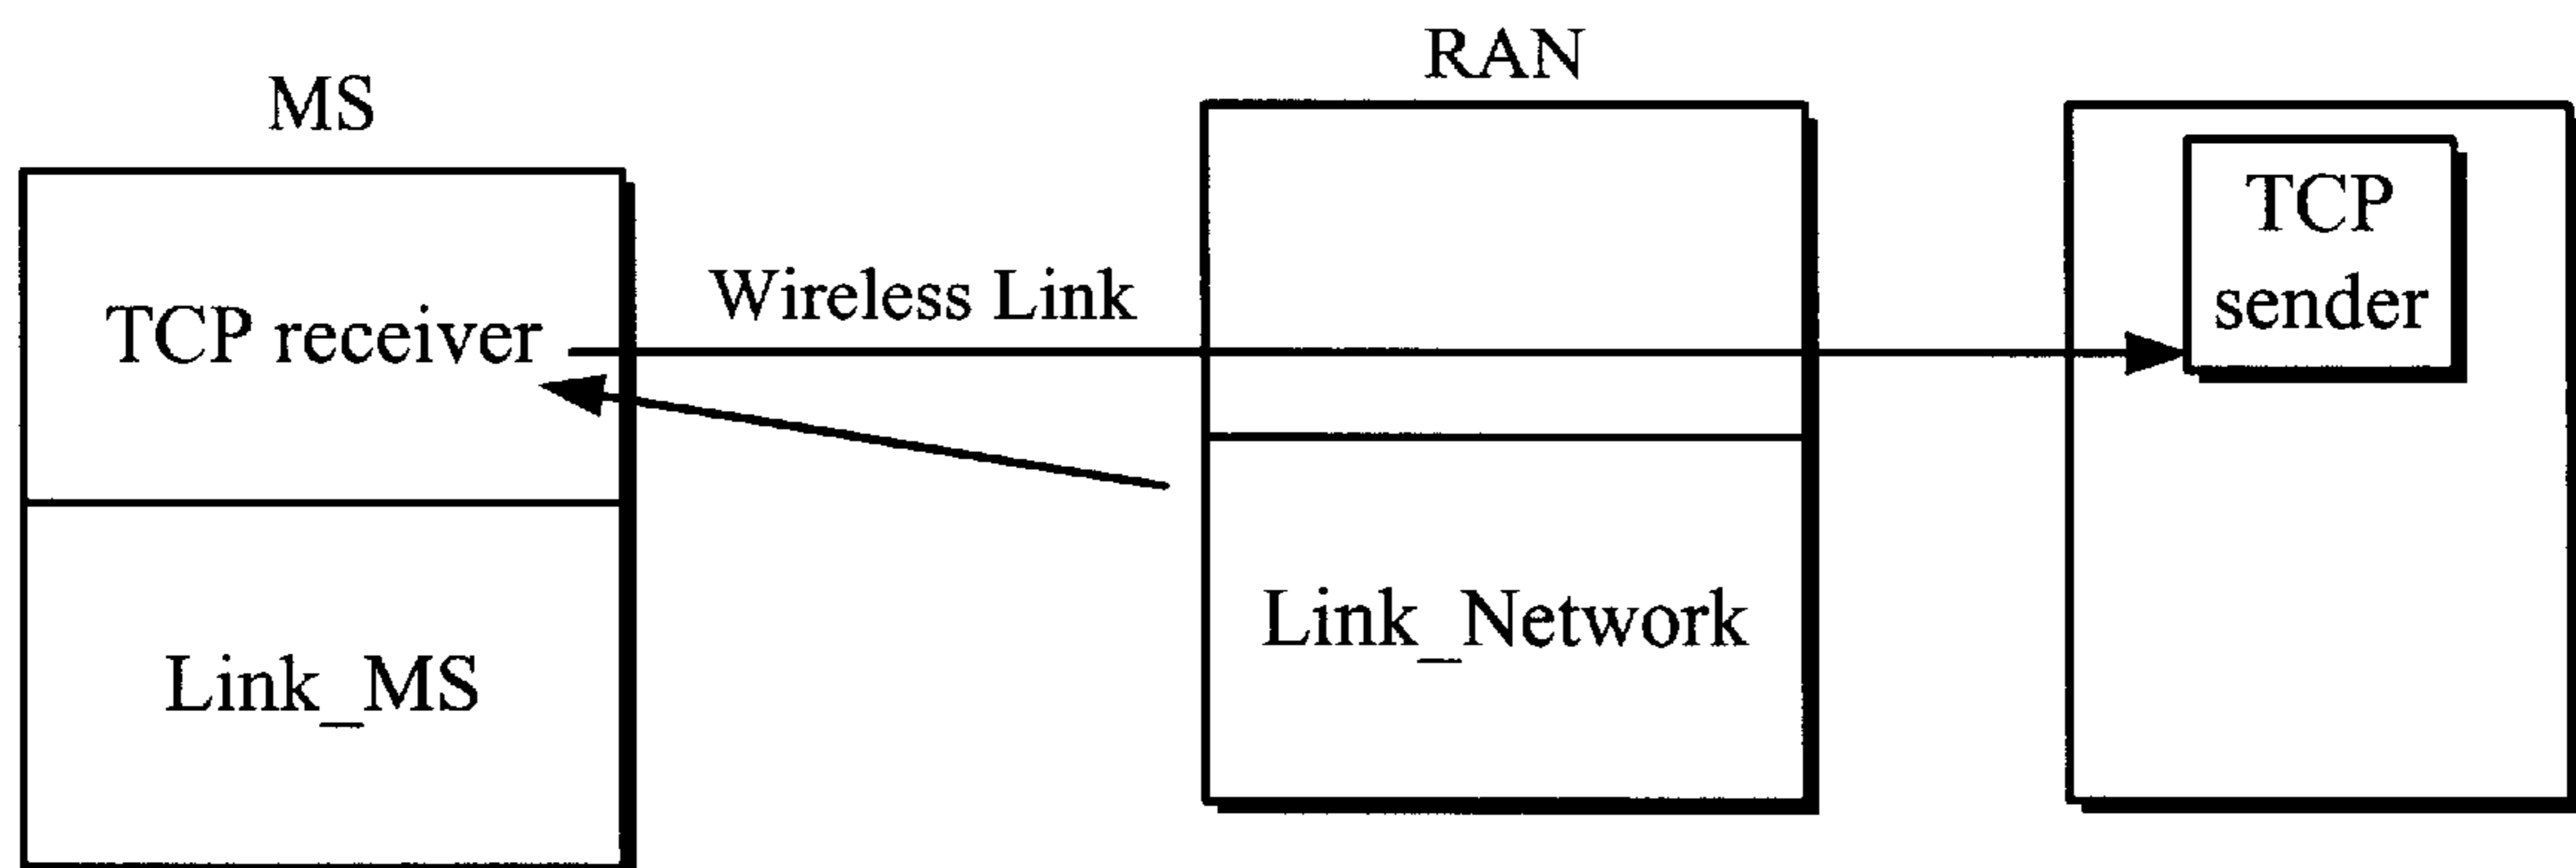 MS
RAN
TCP receiver
Wireless Link
TCP
sender
Link_MS
Link_Network